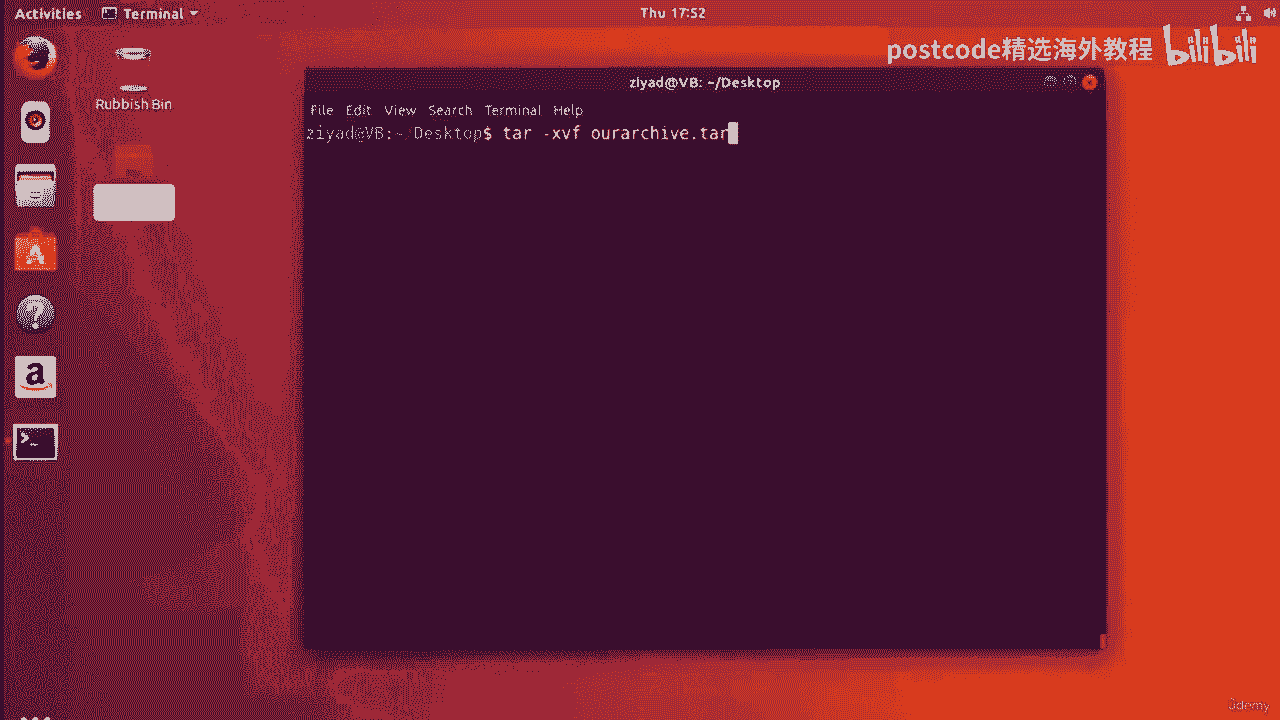 Activities Terminal Thu 17:52
postcode精选海外教程 bilibili
Rubbish Bin
ziyad@VB: ~/Desktop
File Edit View Search Terminal Help
ziyad@VB:~/Desktop$ tar -xvf ourarchive.tar
ûdemy